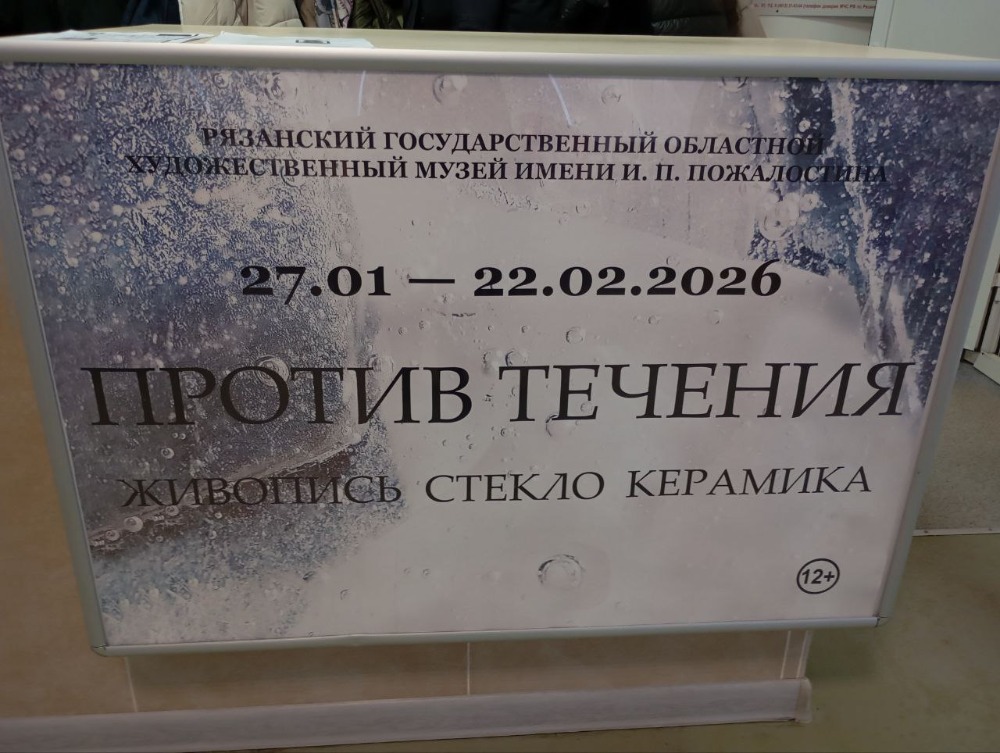 РЯЗАНСКИЙ ГОСУДАРСТВЕННЫЙ ОБЛАСТНОЙ
ХУДОЖЕСТВЕННЫЙ МУЗЕЙ ИМЕНИ И. П. ПОЖАЛОСТИНА
27.01 — 22.02.2026
ПРОТИВ ТЕЧЕНИЯ
ЖИВОПИСЬ СТЕКЛО КЕРАМИКА
12+